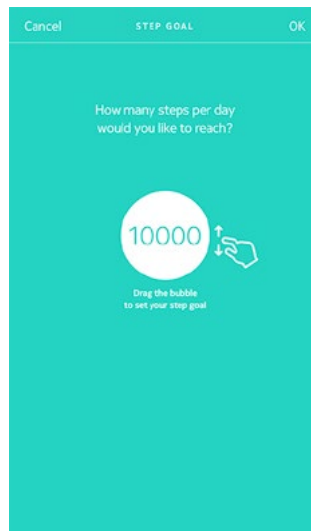 Cancel STEP GOAL OK
How many steps per day
would you like to reach?
10000
Drag the bubble
to set your step goal